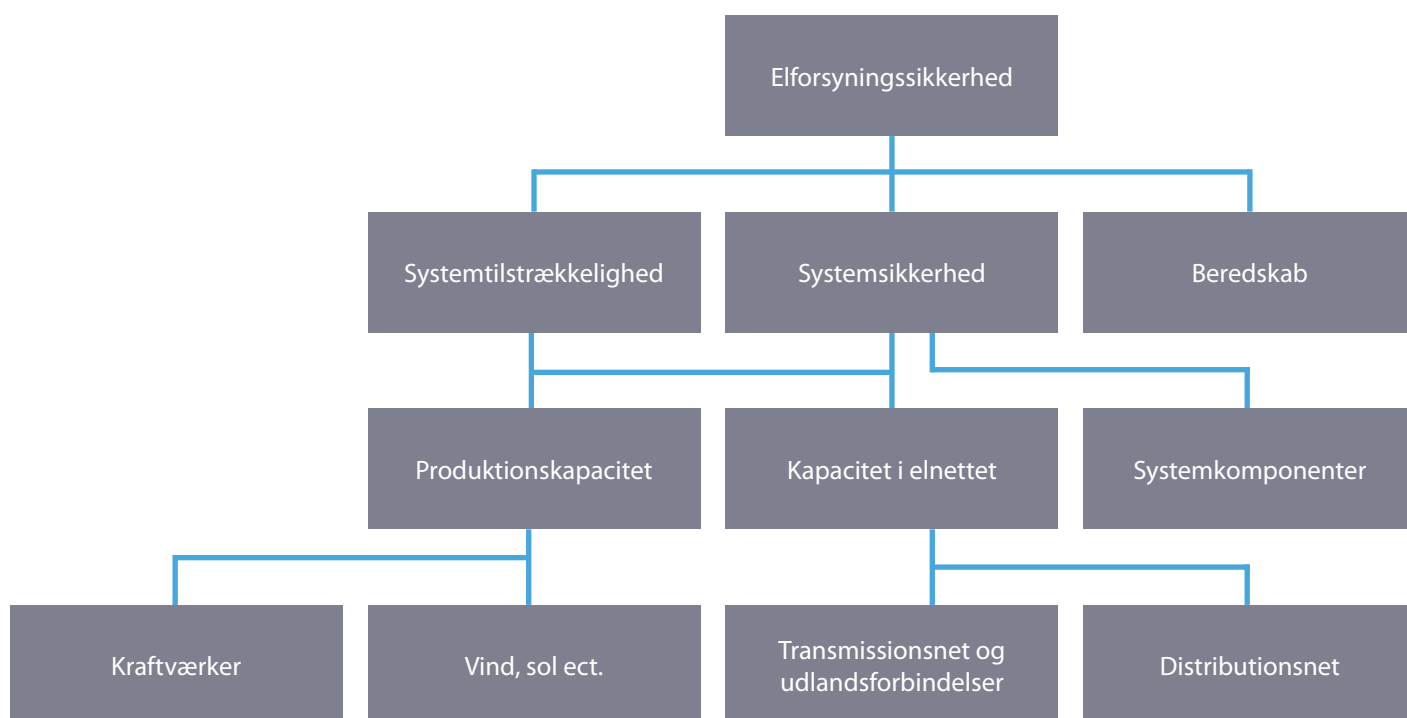 Elforsyningssikkerhed
Systemtilstrækkelighed
Systemsikkerhed
Beredskab
Produktionskapacitet
Kapacitet i elnettet
Systemkomponenter
Kraftværker
Vind, sol ect.
Transmissionsnet og
udlandsforbindelser
Distributionsnet